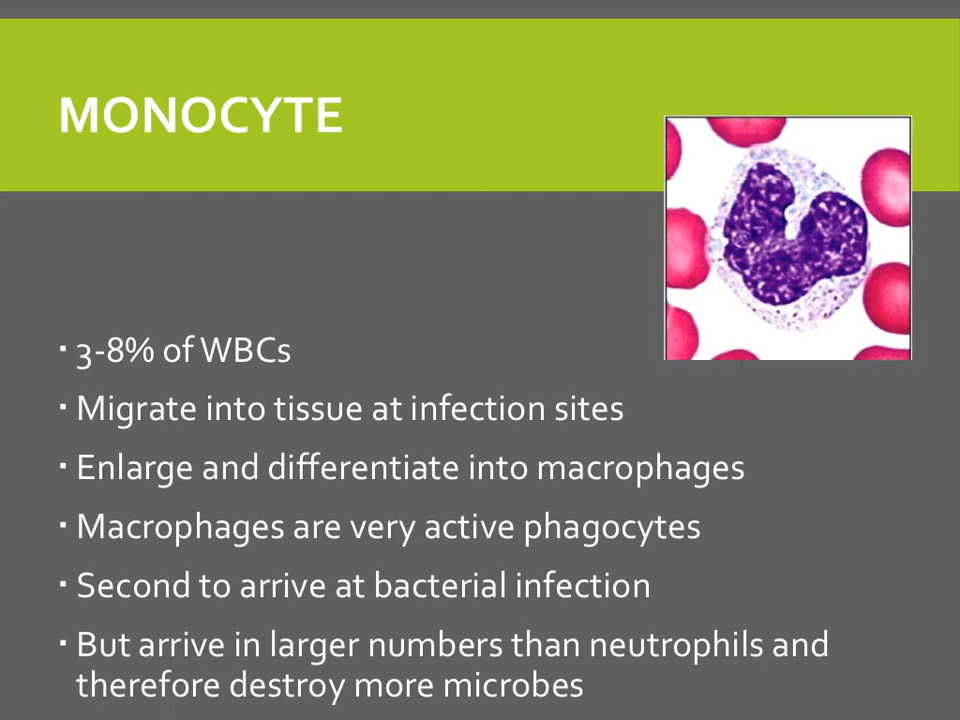 MONOCYTE
▪ 3-8% of WBCs
▪ Migrate into tissue at infection sites
▪ Enlarge and differentiate into macrophages
▪ Macrophages are very active phagocytes
▪ Second to arrive at bacterial infection
▪ But arrive in larger numbers than neutrophils and
therefore destroy more microbes